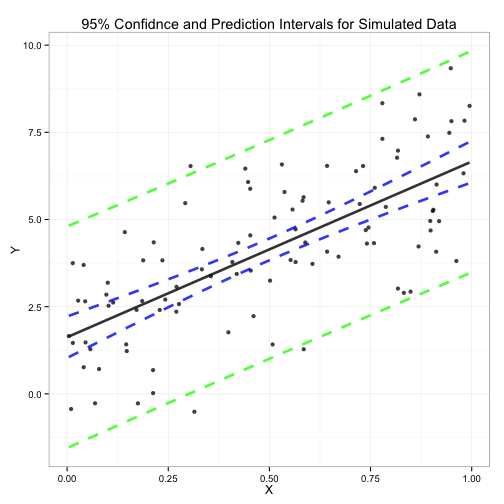 95% Confidnce and Prediction Intervals for Simulated Data
10.0
7.5
5.0
2.5
0.0
Y
0.00 0.25 0.50 0.75 1.00
X